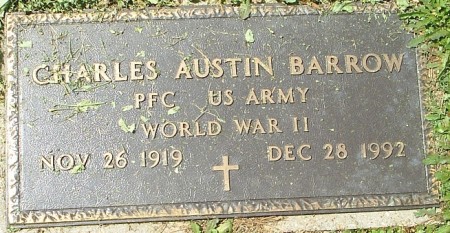 CHARLES AUSTIN BARROW
PFC US ARMY
WORLD WAR II
NOV 26 1919 DEC 28 1992